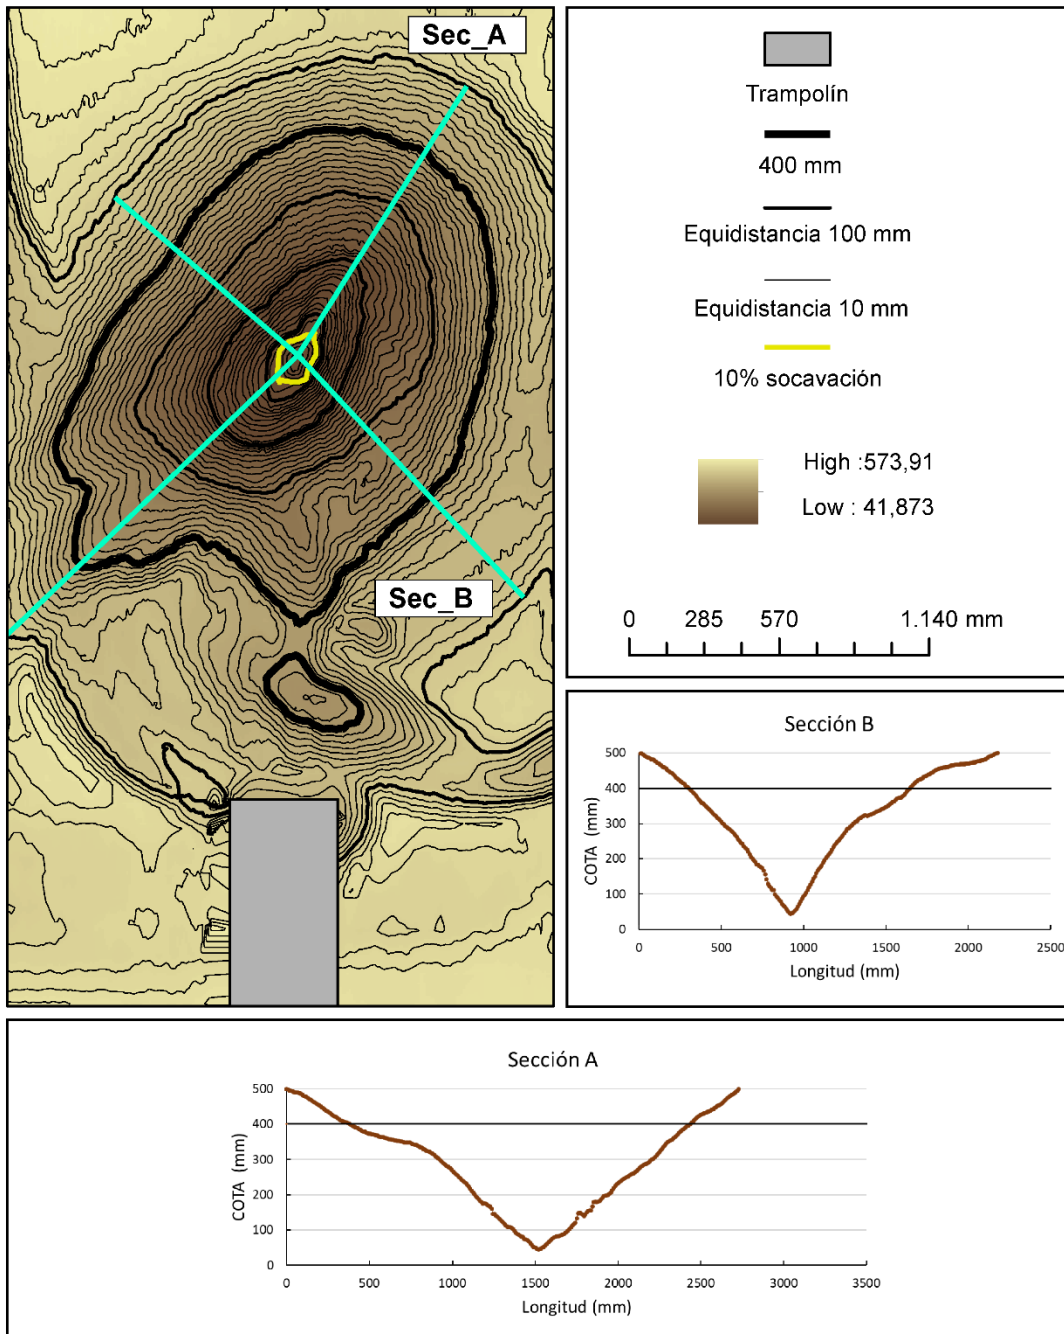 Sec_A
Sec_B
Trampolín
400 mm
Equidistancia 100 mm
Equidistancia 10 mm
10% socavación
High :573,91
Low : 41,873
0 285 570 1.140 mm
Sección B
500
400
300
200
100
0
COTA (mm)
0 500 1000 1500 2000 2500
Longitud (mm)
Sección A
500
400
300
200
100
0
COTA (mm)
0 500 1000 1500 2000 2500 3000 3500
Longitud (mm)